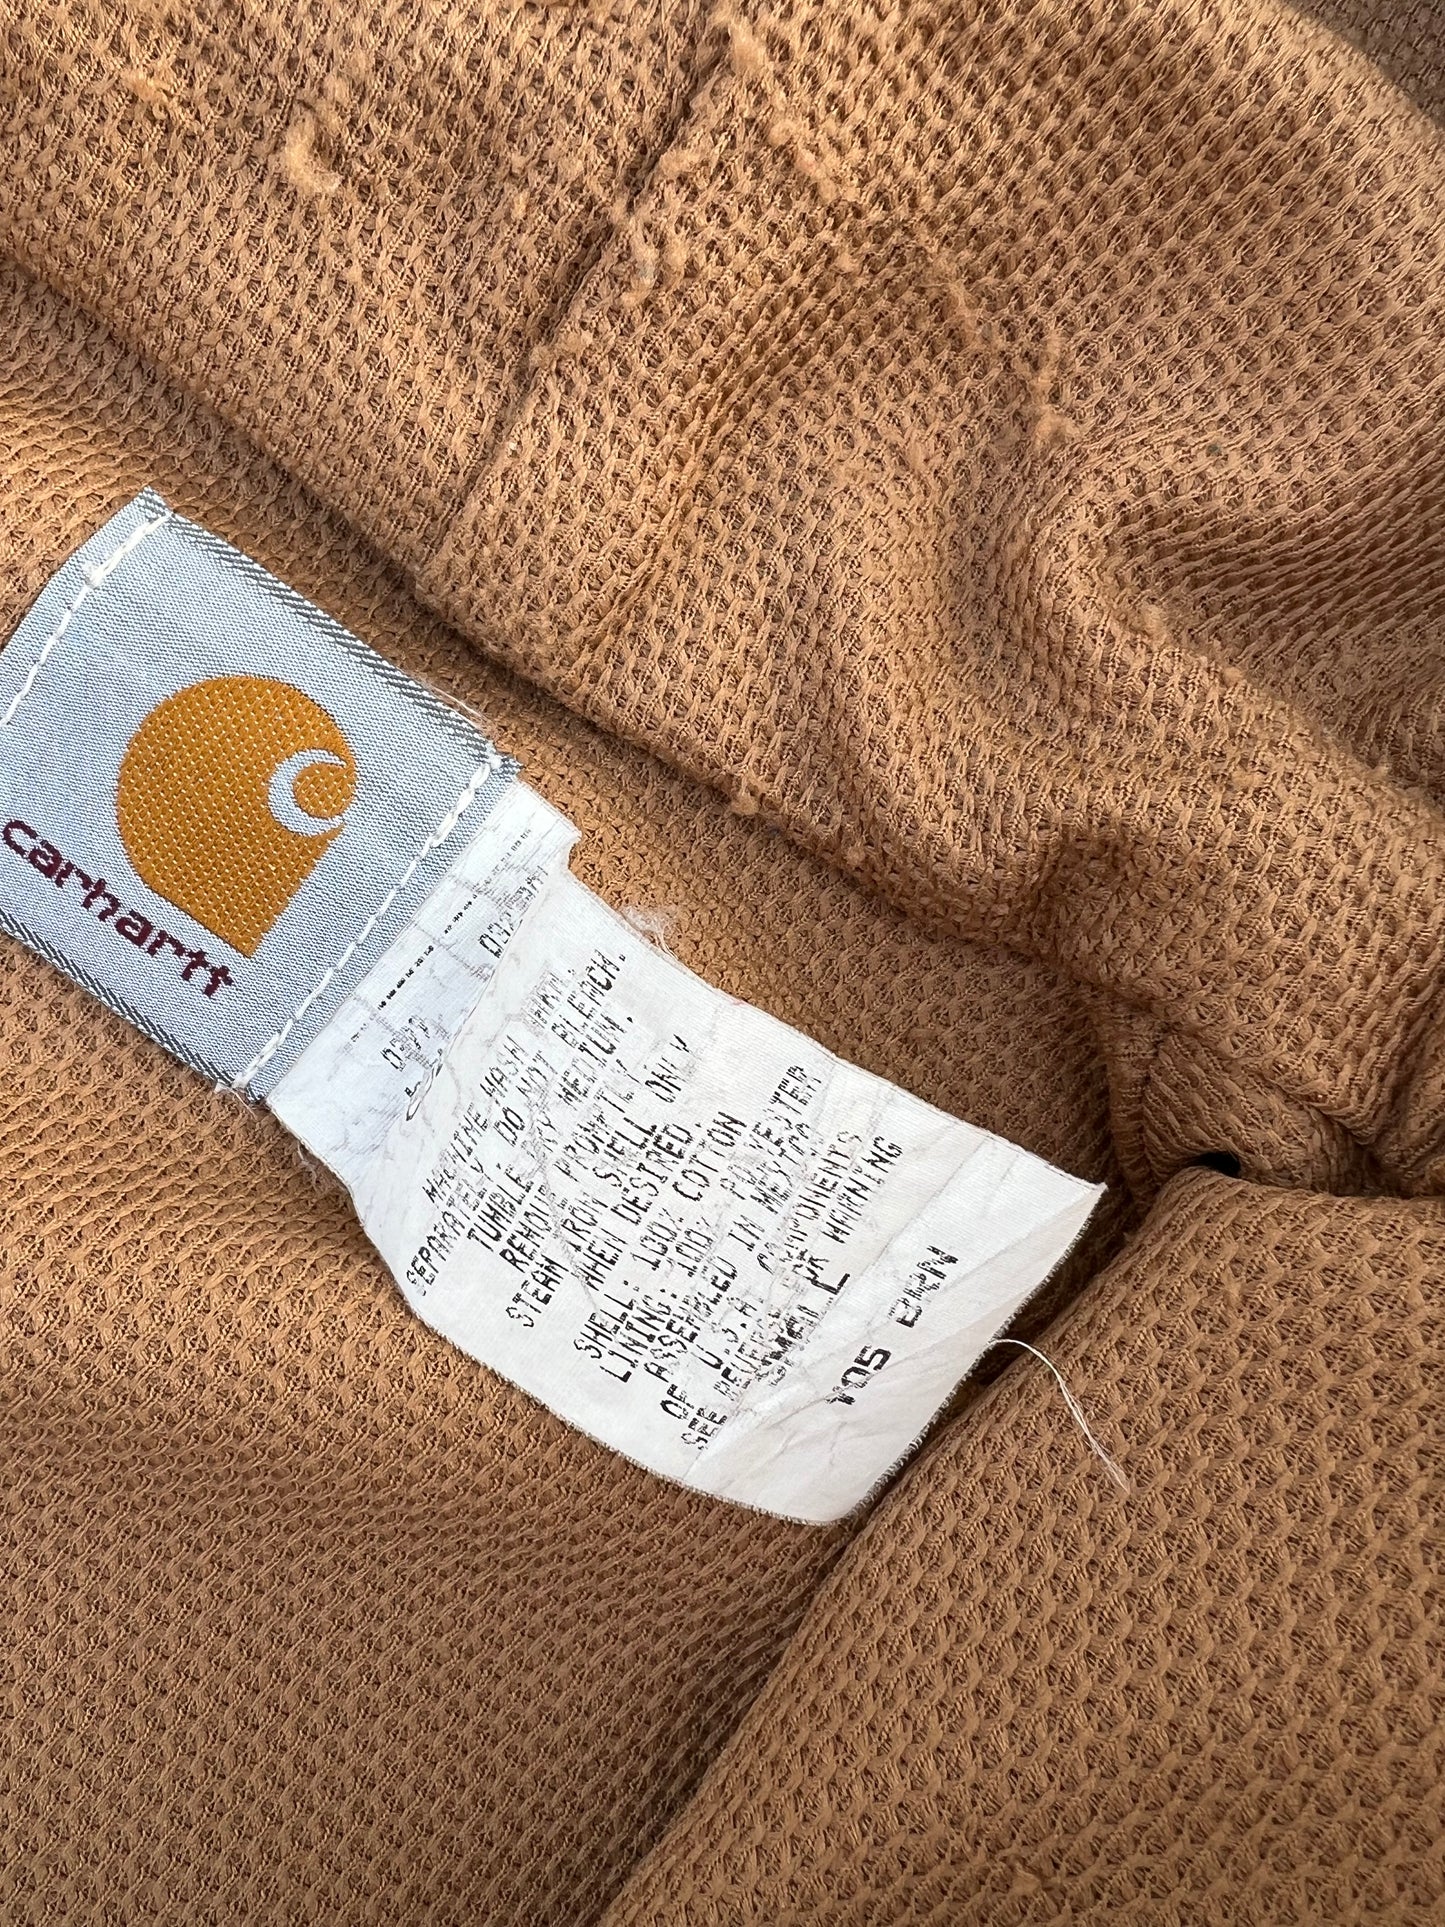 carhartt
MACHINE WASH WARM.
SEPARATELY. DO NOT BLEACH.
TUMBLE DRY MEDIUM.
REMOVE PROMPTLY
STEAM IRON SHELL ONLY
WHEN DESIRED.
SHELL: 100% COTTON
LINING: 100% POLYESTER
ASSEMBLED IN MEXICO
OF U.S.A. COMPONENTS
SEE REVERSE FOR WARNING
L
BRN